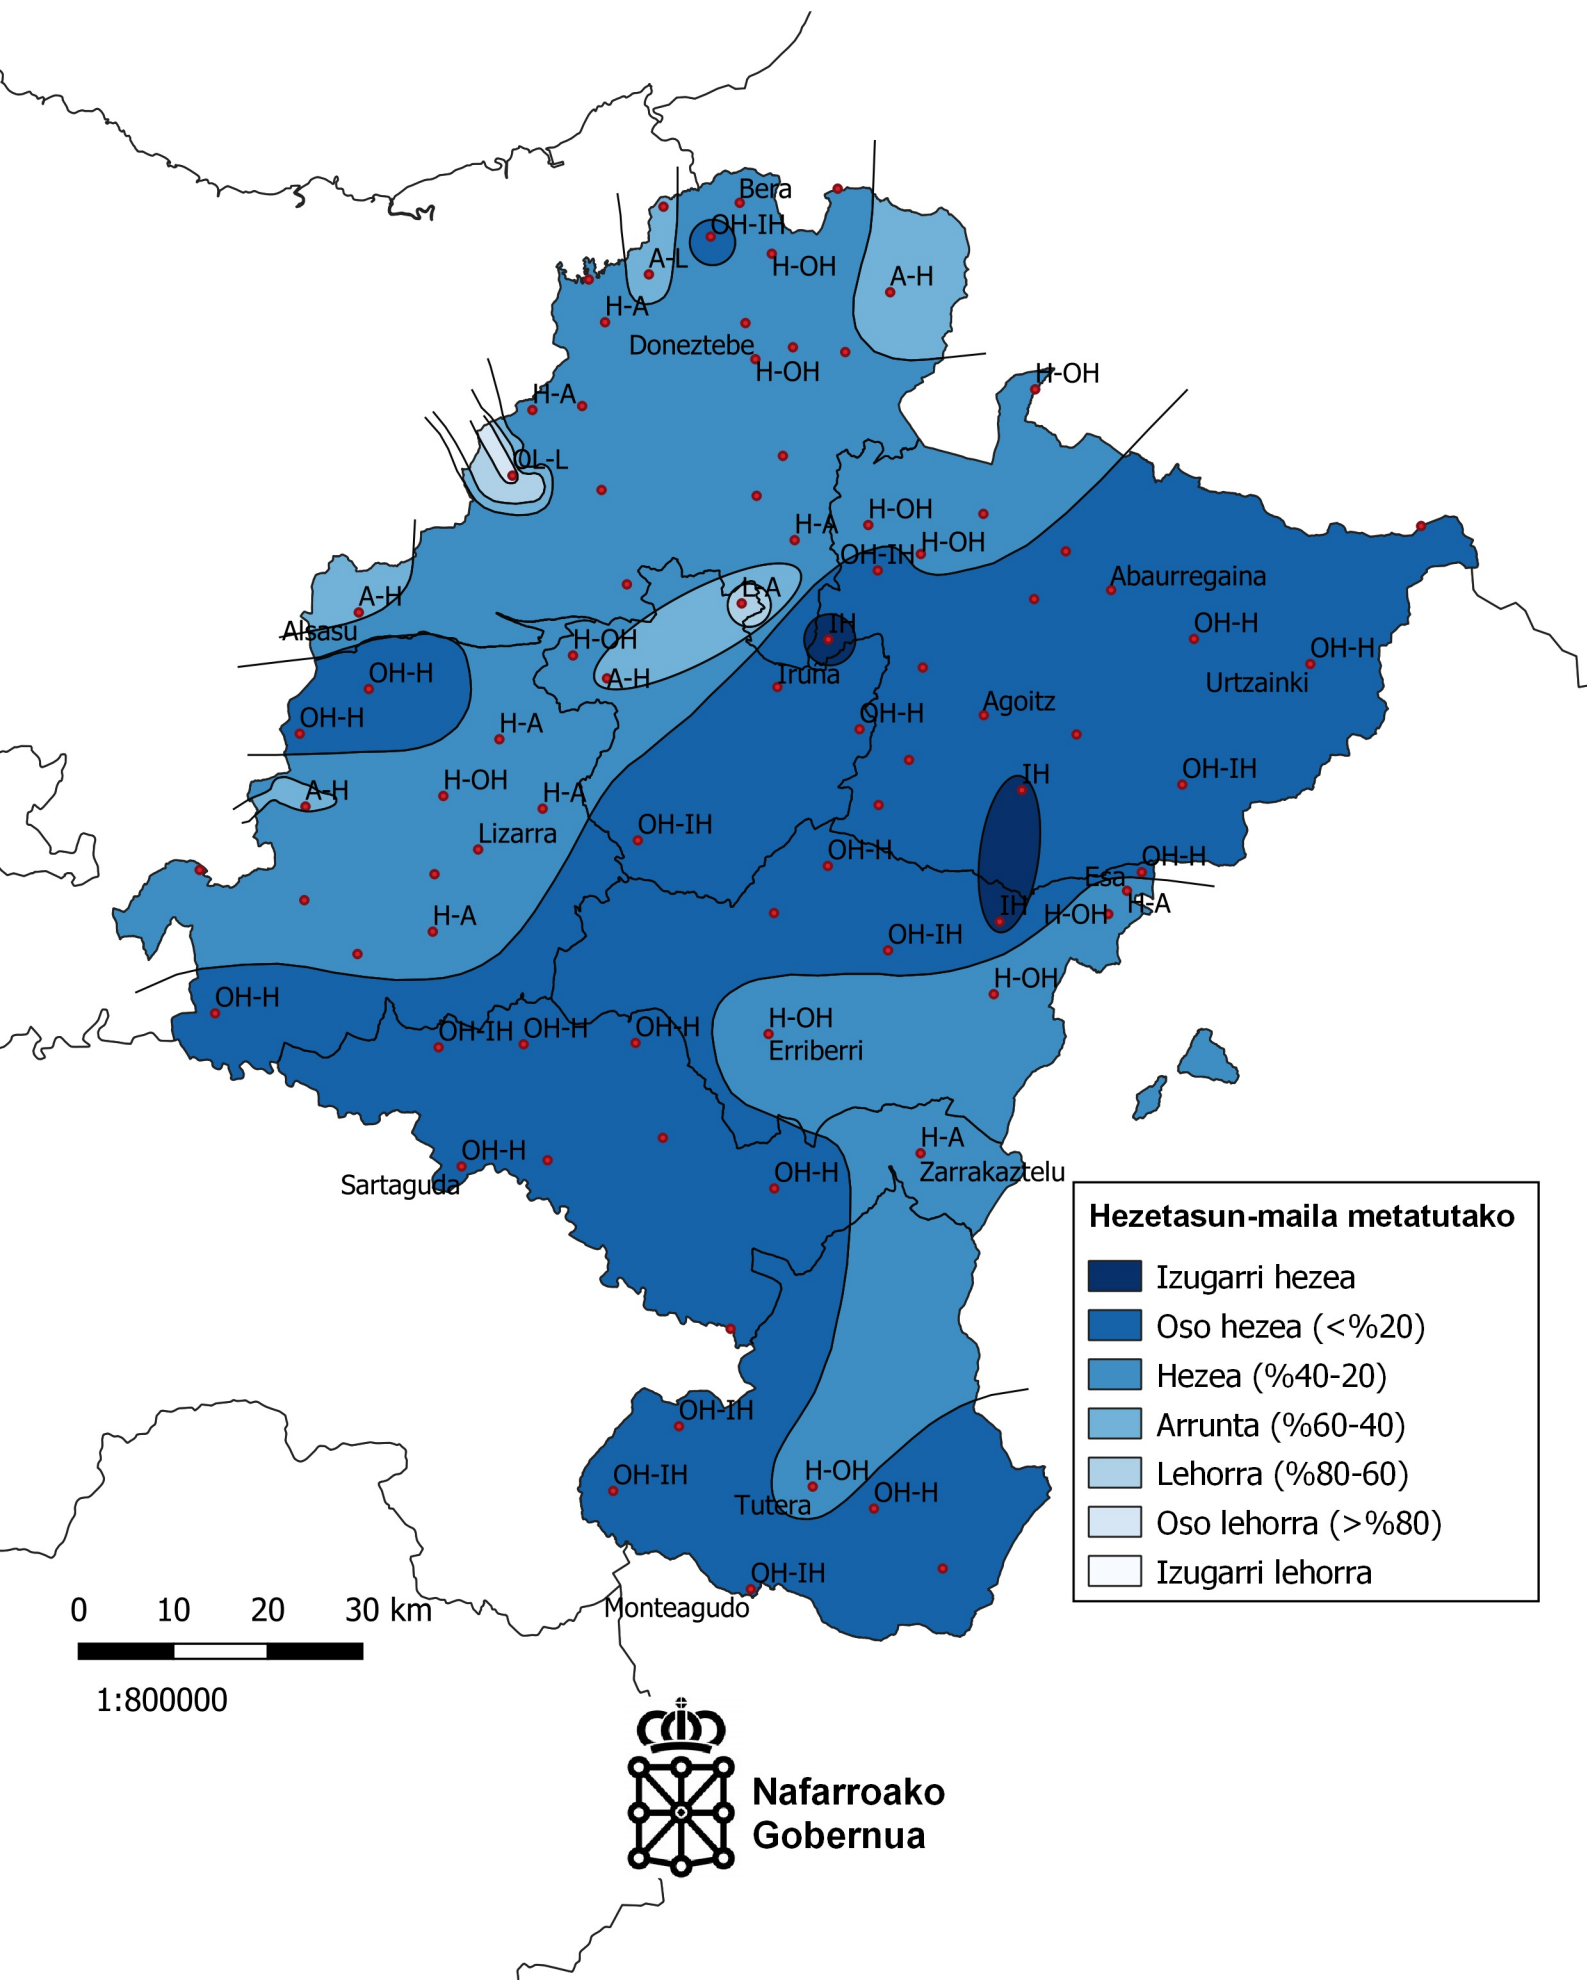 Bera
OH-IH
A-L
H-OH
A-H
H-A
Doneztebe
H-OH
H-OH
H-A
OL-L
H-OH
H-A
H-OH
OH-IH
Abaurregaina
L-A
A-H
OH-H
IH
Alsasu
H-OH
OH-H
OH-H
A-H
Iruña
Urtzainki
Agoitz
OH-H
OH-H
H-A
OH-IH
IH
H-OH
A-H
H-A
OH-IH
Lizarra
OH-H
OH-H
Esa
H-A
IH
H-OH
H-A
OH-IH
H-OH
OH-H
H-OH
OH-IH
OH-H
OH-H
Erriberri
H-A
OH-H
Zarrakaztelu
OH-H
Sartaguda
Hezetasun-maila metatutako
Izugarri hezea
Oso hezea (<%20)
Hezea (%40-20)
Arrunta (%60-40)
Lehorra (%80-60)
Oso lehorra (>%80)
Izugarri lehorra
OH-IH
H-OH
OH-IH
OH-H
Tutera
OH-IH
Monteagudo
0 10 20 30 km
1:800000
Nafarroako
Gobernua